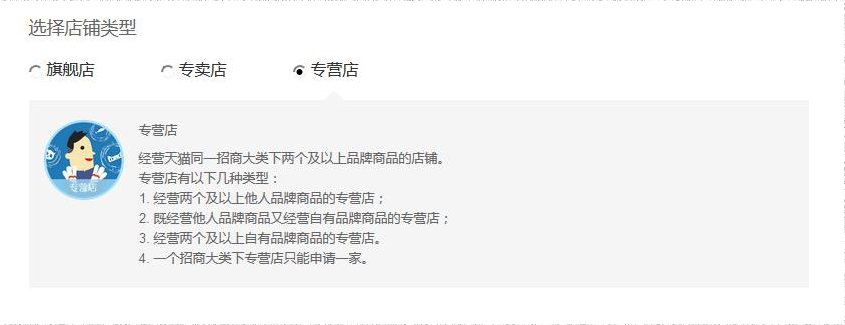 选择店铺类型
旗舰店 专卖店 专营店
专营店
经营天猫同一招商大类下两个及以上品牌商品的店铺。
专营店有以下几种类型：
1. 经营两个及以上他人品牌商品的专营店；
2. 既经营他人品牌商品又经营自有品牌商品的专营店；
3. 经营两个及以上自有品牌商品的专营店。
4. 一个招商大类下专营店只能申请一家。
专营店